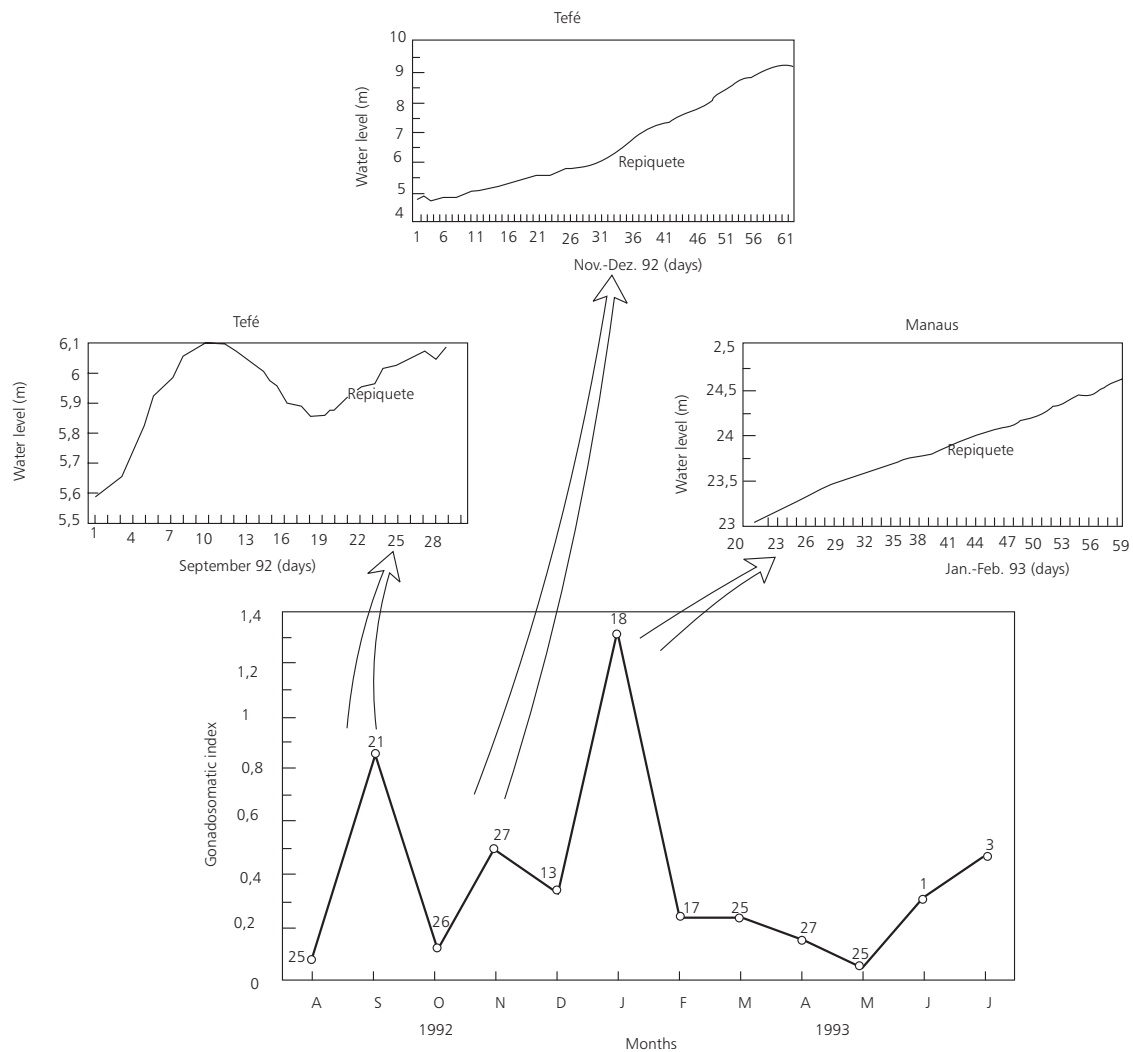 Tefé
10
9
8
7
6
5
4
Water level (m)
Repiquete
1 6 11 16 21 26 31 36 41 46 51 56 61
Nov.-Dez. 92 (days)
Tefé
6,1
6
5,9
5,8
5,7
5,6
5,5
Water level (m)
Repiquete
1 4 7 10 13 16 19 22 25 28
September 92 (days)
Manaus
2,5
24,5
24
23,5
23
Water level (m)
Repiquete
20 23 26 29 32 35 38 41 44 47 50 53 56 59
Jan.-Feb. 93 (days)
1,4
1,2
1
0,8
0,6
0,4
0,2
0
Gonadosomatic index
25 21 26 27 13 18 17 25 27 25 1 3
A S O N D J F M A M J J
1992 1993
Months